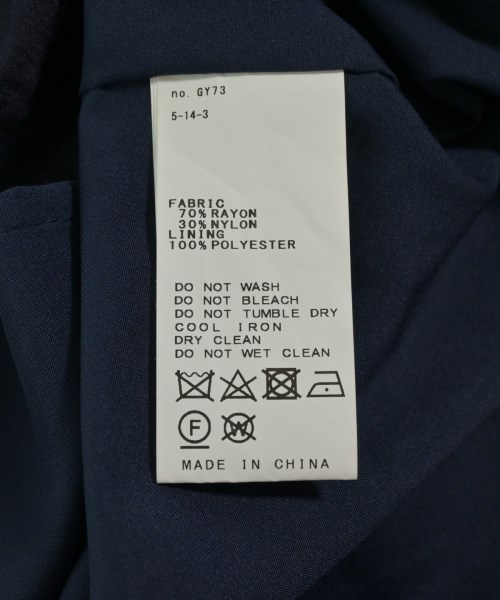 no. GY73
5-14-3
FABRIC
70% RAYON
30% NYLON
LINING
100% POLYESTER
DO NOT WASH
DO NOT BLEACH
DO NOT TUMBLE DRY
COOL IRON
DRY CLEAN
DO NOT WET CLEAN
F W
MADE IN CHINA